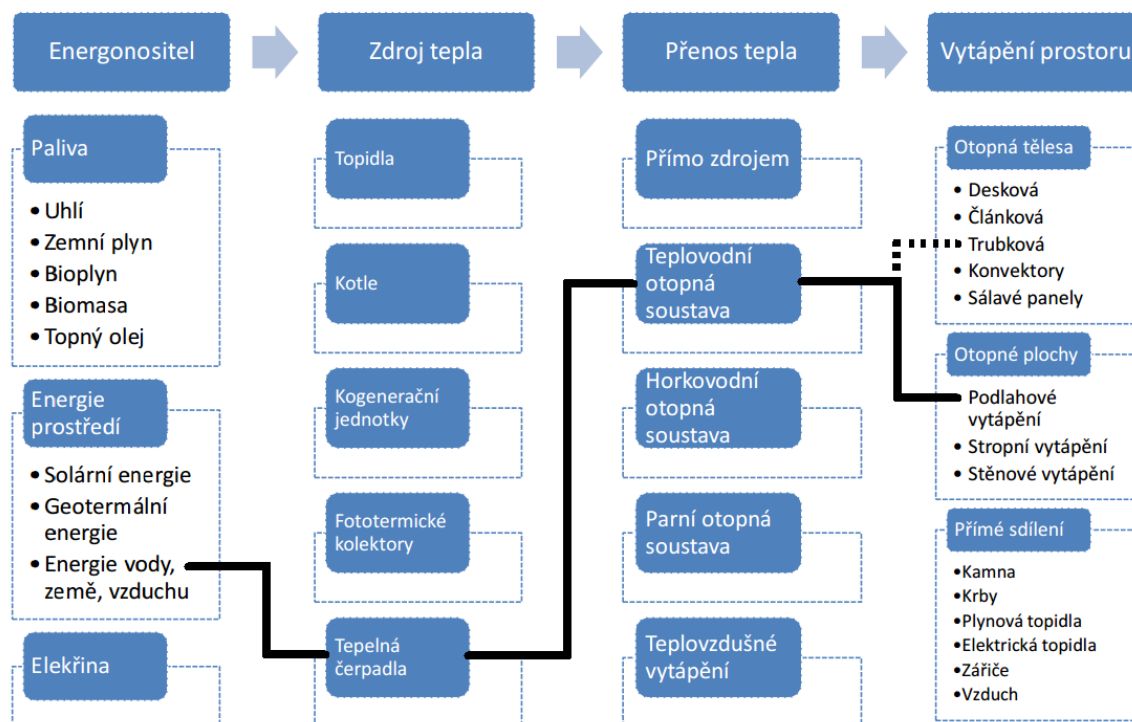 Energonositel
Zdroj tepla
Přenos tepla
Vytápění prostoru
Paliva
• Uhlí
• Zemní plyn
• Bioplyn
• Biomasa
• Topný olej
Energie
prostředí
• Solární energie
• Geotermální
energie
• Energie vody,
země, vzduchu
Elekřina
Topidla
Kotle
Kogenerační
jednotky
Fototermické
kolektory
Tepelná
čerpadla
Přímo zdrojem
Teplovodní
otopná
soustava
Horkovodní
otopná
soustava
Parní otopná
soustava
Teplovzdušné
vytápění
Otopná tělesa
• Desková
• Článková
• Trubková
• Konvektory
• Sálavé panely
Otopné plochy
• Podlahové
vytápění
• Stropní vytápění
• Stěnové vytápění
Přímé sdílení
•Kamna
•Krby
•Plynová topidla
•Elektrická topidla
•Zářiče
•Vzduch